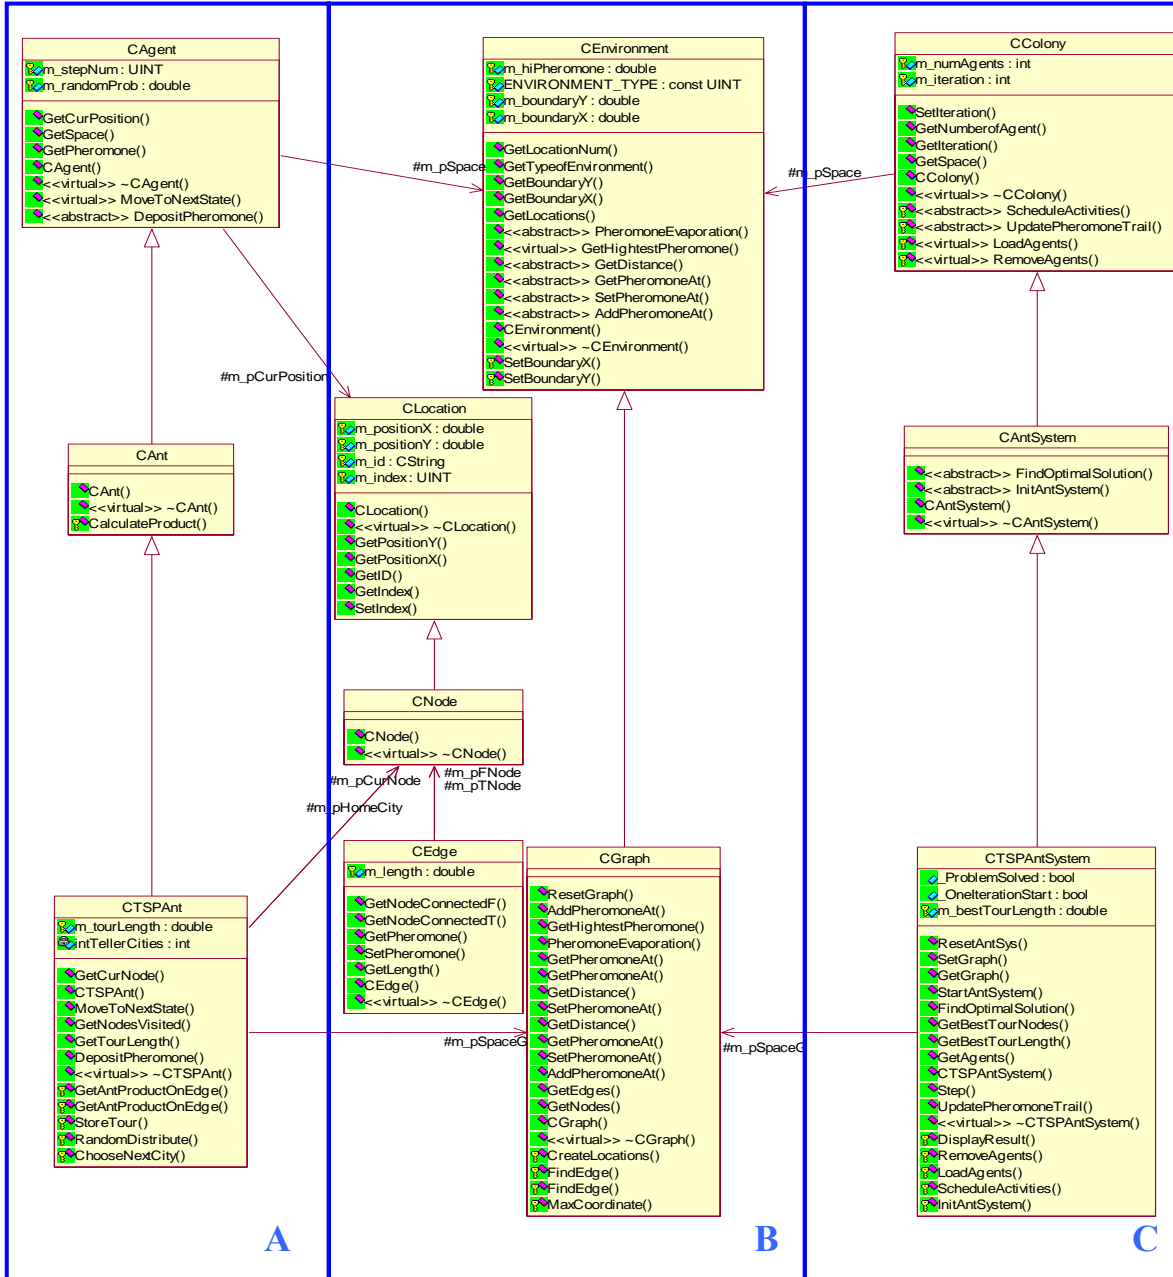 CAgent
m_stepNum : UINT
m_randomProb : double
GetCurPosition()
GetSpace()
GetPheromone()
CAgent()
<<virtual>> ~CAgent()
<<virtual>> MoveToNextState()
<<abstract>> DepositPheromone()
#m_pSpace
#m_pCurPosition
CAnt
CAnt()
<<virtual>> ~CAnt()
CalculateProduct()
CTSPAnt
m_tourLength : double
intTellerCities : int
GetCurNode()
CTSPAnt()
MoveToNextState()
GetNodesVisited()
GetTourLength()
DepositPheromone()
<<virtual>> ~CTSPAnt()
GetAntProductOnEdge()
GetAntProductOnEdge()
StoreTour()
RandomDistribute()
ChooseNextCity()
A
CEnvironment
m_hiPheromone : double
ENVIRONMENT_TYPE : const UINT
m_boundaryY : double
m_boundaryX : double
GetLocationNum()
GetTypeofEnvironment()
GetBoundaryY()
GetBoundaryX()
GetLocations()
<<abstract>> PheromoneEvaporation()
<<virtual>> GetHightestPheromone()
<<abstract>> GetDistance()
<<abstract>> GetPheromoneAt()
<<abstract>> SetPheromoneAt()
<<abstract>> AddPheromoneAt()
CEnvironment()
<<virtual>> ~CEnvironment()
SetBoundaryX()
SetBoundaryY()
CLocation
m_positionX : double
m_positionY : double
m_id : CString
m_index : UINT
CLocation()
<<virtual>> ~CLocation()
GetPositionY()
GetPositionX()
GetID()
GetIndex()
SetIndex()
CNode
CNode()
<<virtual>> ~CNode()
#m_pCurNode
#m_pFNode
#m_pTNode
#m_pHomeCity
CEdge
m_length : double
GetNodeConnectedF()
GetNodeConnectedT()
GetPheromone()
SetPheromone()
GetLength()
CEdge()
<<virtual>> ~CEdge()
#m_pSpaceG
CGraph
ResetGraph()
AddPheromoneAt()
GetHightestPheromone()
PheromoneEvaporation()
GetPheromoneAt()
GetPheromoneAt()
GetDistance()
SetPheromoneAt()
GetDistance()
GetPheromoneAt()
SetPheromoneAt()
AddPheromoneAt()
GetEdges()
GetNodes()
CGraph()
<<virtual>> ~CGraph()
CreateLocations()
FindEdge()
FindEdge()
MaxCoordinate()
B
CColony
m_numAgents : int
m_iteration : int
SetIteration()
GetNumberofAgent()
GetIteration()
GetSpace()
CColony()
<<virtual>> ~CColony()
<<abstract>> ScheduleActivities()
<<abstract>> UpdatePheromoneTrail()
<<virtual>> LoadAgents()
<<virtual>> RemoveAgents()
#m_pSpace
CAntSystem
<<abstract>> FindOptimalSolution()
<<abstract>> InitAntSystem()
CAntSystem()
<<virtual>> ~CAntSystem()
CTSPAntSystem
_ProblemSolved : bool
_OneIterationStart : bool
m_bestTourLength : double
ResetAntSys()
SetGraph()
GetGraph()
StartAntSystem()
FindOptimalSolution()
GetBestTourNodes()
GetBestTourLength()
GetAgents()
CTSPAntSystem()
Step()
UpdatePheromoneTrail()
<<virtual>> ~CTSPAntSystem()
DisplayResult()
RemoveAgents()
LoadAgents()
ScheduleActivities()
InitAntSystem()
#m_pSpaceG
C